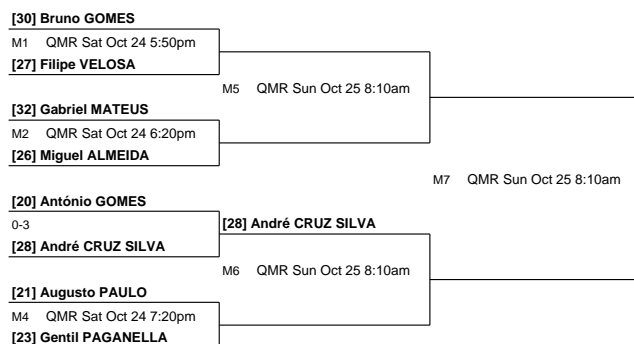 [30] Bruno GOMES
M1 QMR Sat Oct 24 5:50pm
[27] Filipe VELOSA
M5 QMR Sun Oct 25 8:10am
[32] Gabriel MATEUS
M2 QMR Sat Oct 24 6:20pm
[26] Miguel ALMEIDA
M7 QMR Sun Oct 25 8:10am
[20] António GOMES
0-3
[28] André CRUZ SILVA
[28] André CRUZ SILVA
M6 QMR Sun Oct 25 8:10am
[21] Augusto PAULO
M4 QMR Sat Oct 24 7:20pm
[23] Gentil PAGANELLA